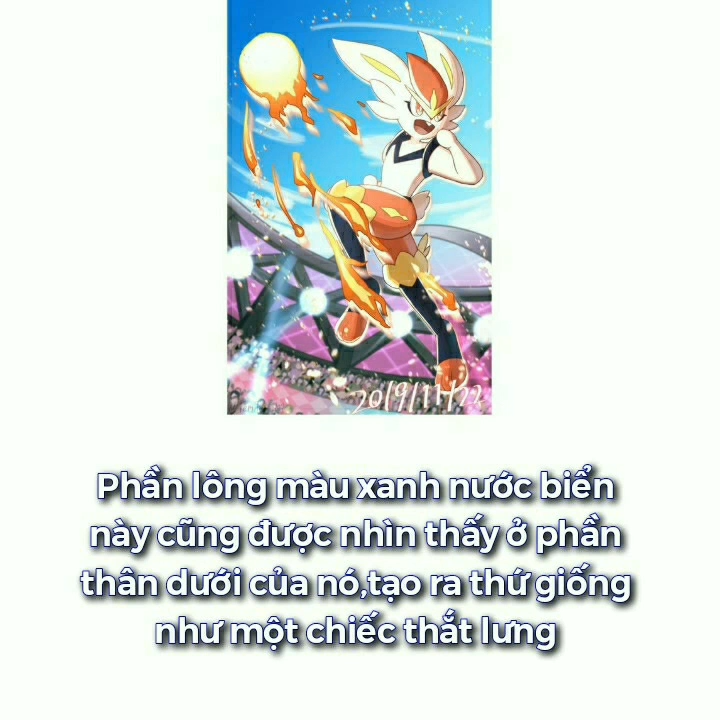 2019/11/22
Phần lông màu xanh nước biển
này cũng được nhìn thấy ở phần
thân dưới của nó,tạo ra thứ giống
như một chiếc thắt lưng